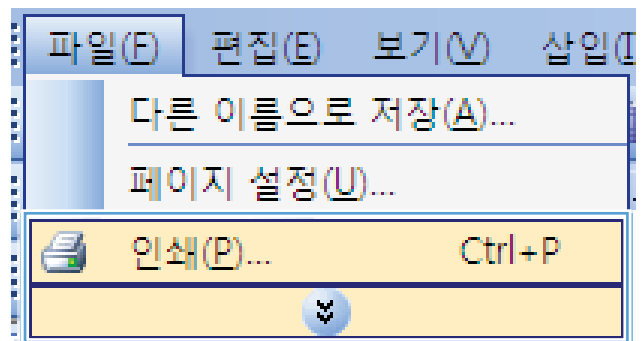 파일(F) 편집(E) 보기(V) 삽입(I
다른 이름으로 저장(A)...
페이지 설정(U)...
인쇄(P)... Ctrl+P